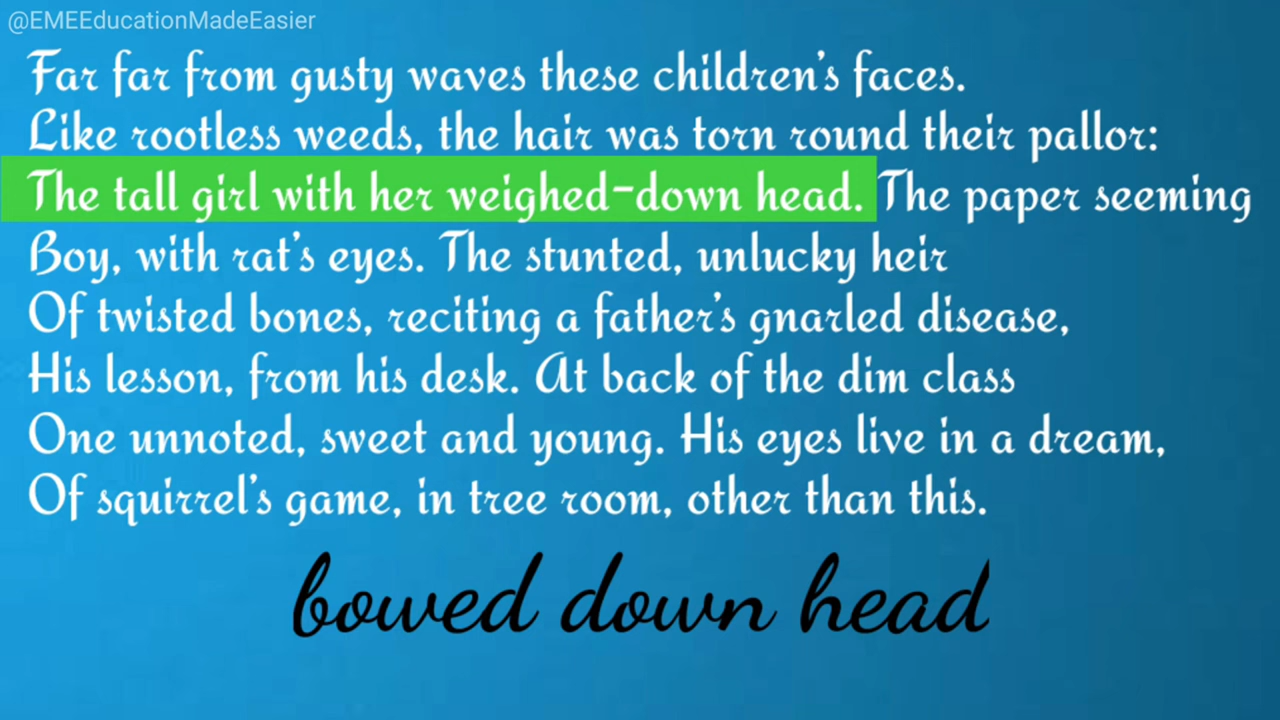 @EMEEducationMadeEasier
Far far from gusty waves these children's faces.
Like rootless weeds, the hair was torn round their pallor:
The tall girl with her weighed-down head. The paper seeming
Boy, with rat's eyes. The stunted, unlucky heir
Of twisted bones, reciting a father's gnarled disease,
His lesson, from his desk. At back of the dim class
One unnoted, sweet and young. His eyes live in a dream,
Of squirrel's game, in tree room, other than this.
bowed down head